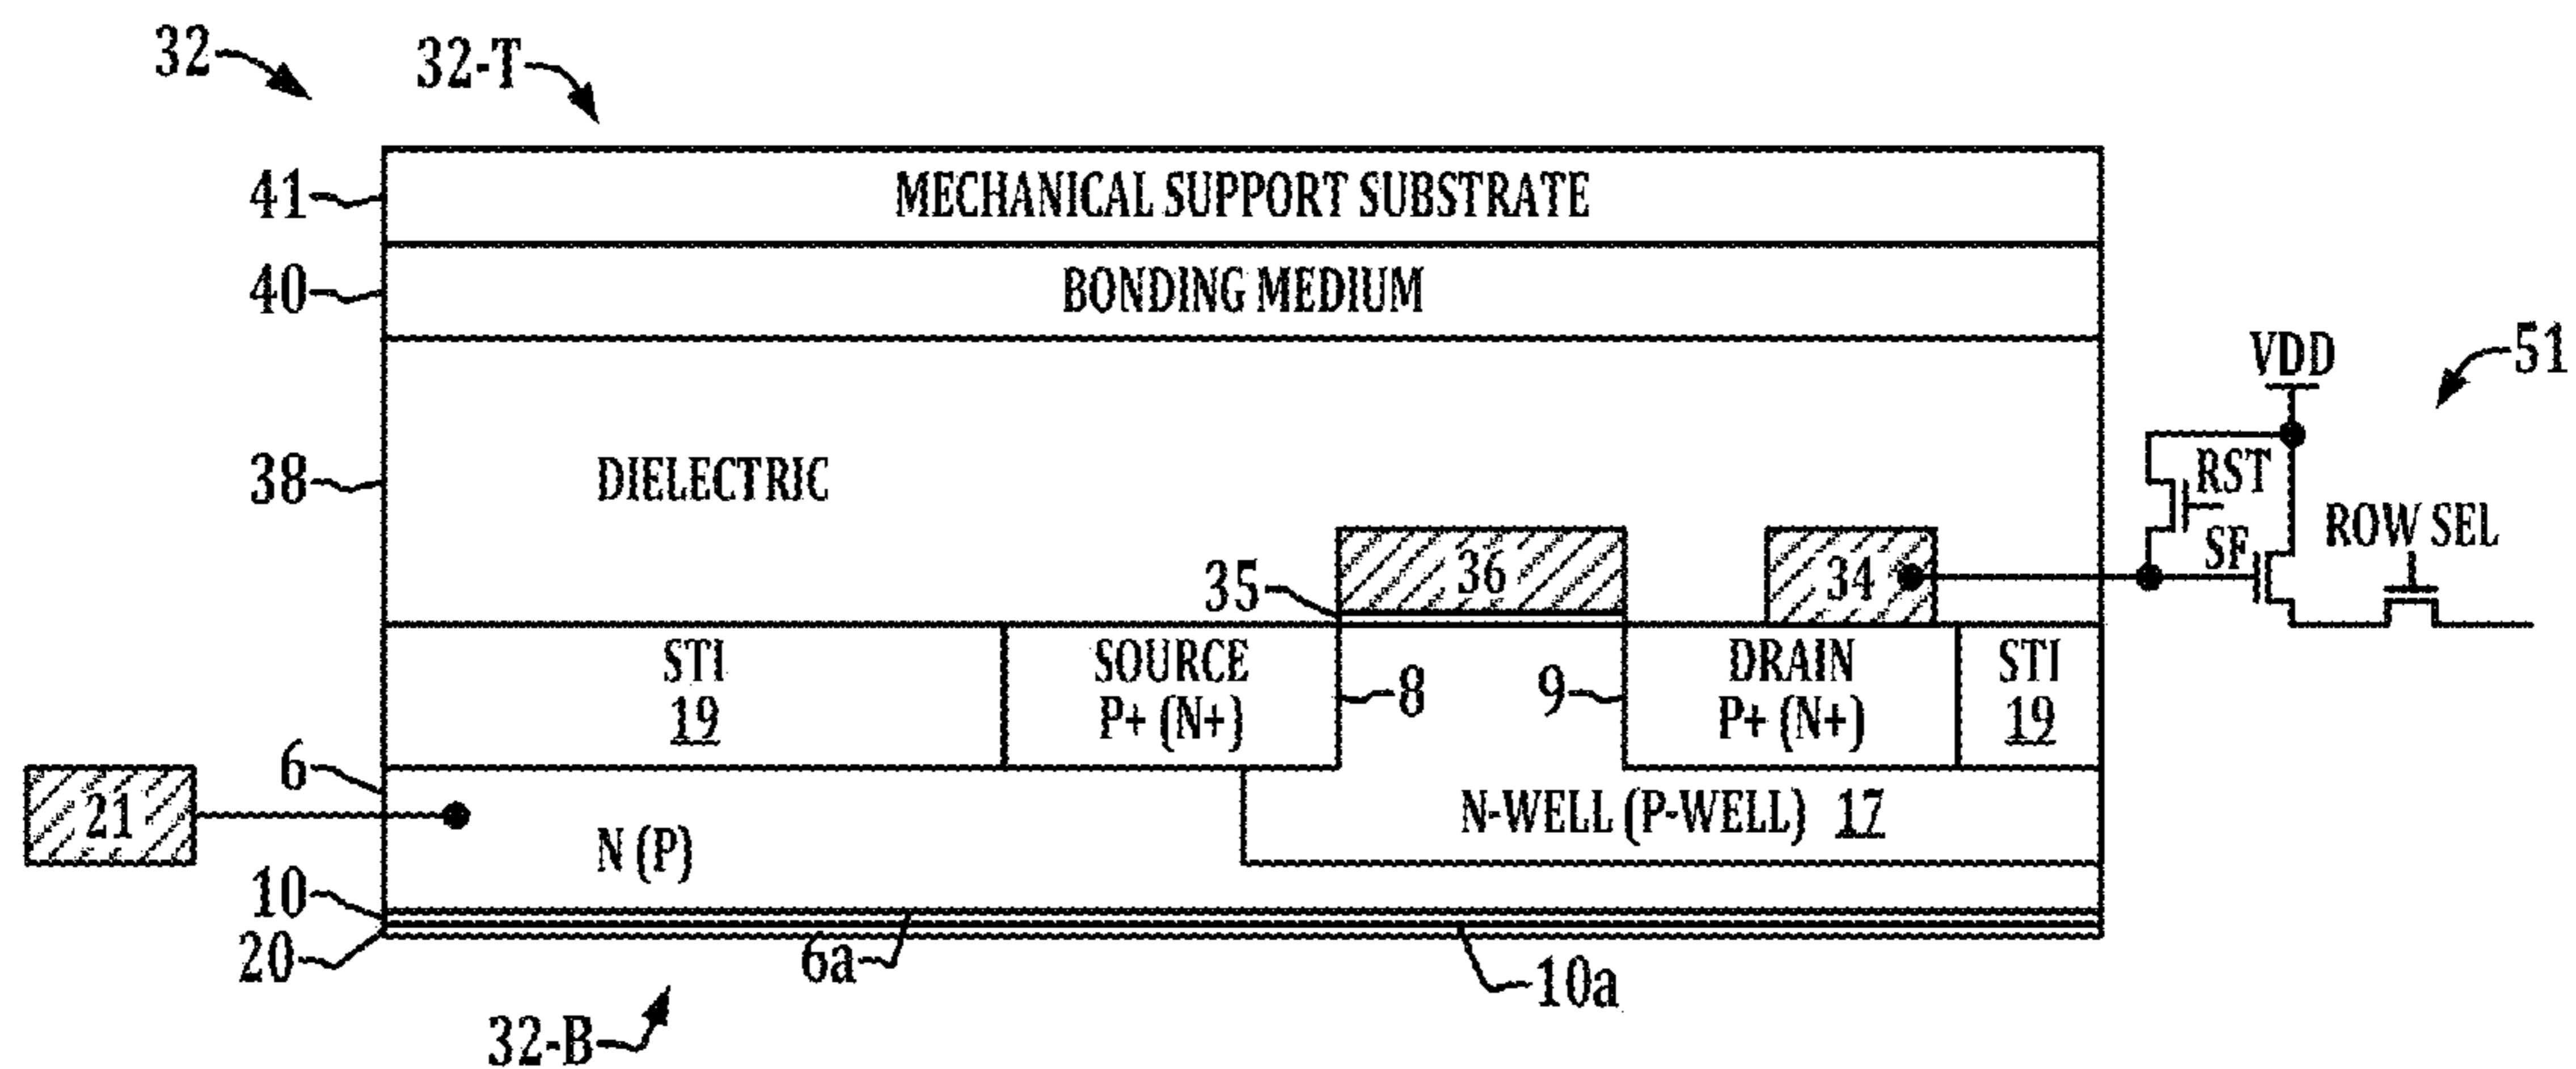 32
32-T
41
MECHANICAL SUPPORT SUBSTRATE
40
BONDING MEDIUM
51
VDD
38
DIELECTRIC
RST
ROW SEL
SF
35
36
34
STI
19
SOURCE
P+ (N+)
8
9
DRAIN
P+ (N+)
STI
19
6
21
N-WELL (P-WELL) 17
N (P)
10
20
6a
10a
32-B